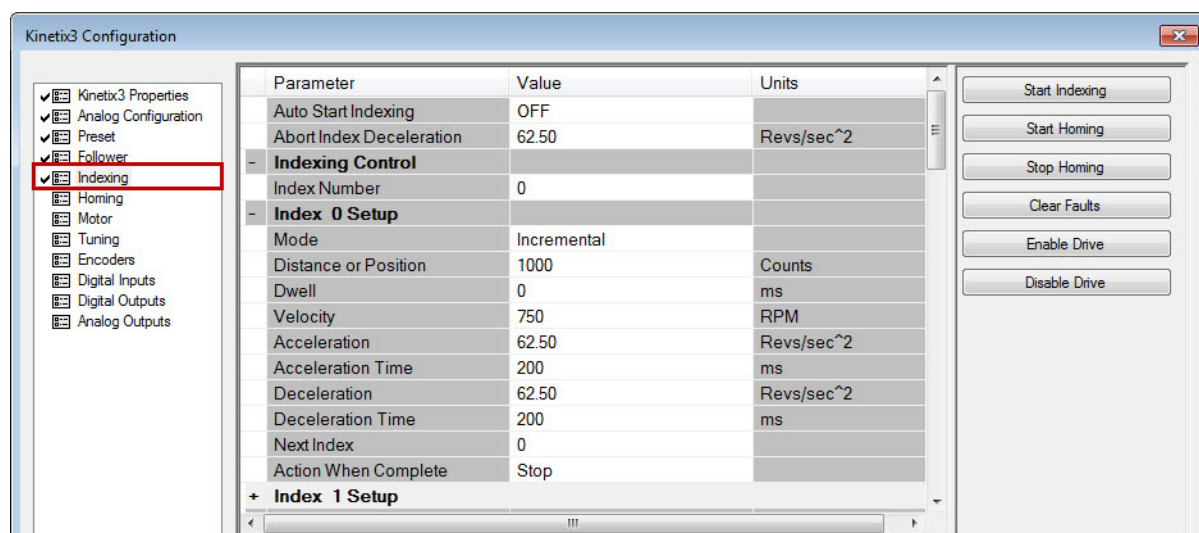 Kinetix3 Configuration
Kinetix3 Properties
Analog Configuration
Preset
Follower
Indexing
Homing
Motor
Tuning
Encoders
Digital Inputs
Digital Outputs
Analog Outputs
Parameter Value Units
Auto Start Indexing OFF
Abort Index Deceleration 62.50 Revs/sec^2
- Indexing Control
Index Number 0
- Index 0 Setup
Mode Incremental
Distance or Position 1000 Counts
Dwell 0 ms
Velocity 750 RPM
Acceleration 62.50 Revs/sec^2
Acceleration Time 200 ms
Deceleration 62.50 Revs/sec^2
Deceleration Time 200 ms
Next Index 0
Action When Complete Stop
+ Index 1 Setup
Start Indexing
Start Homing
Stop Homing
Clear Faults
Enable Drive
Disable Drive